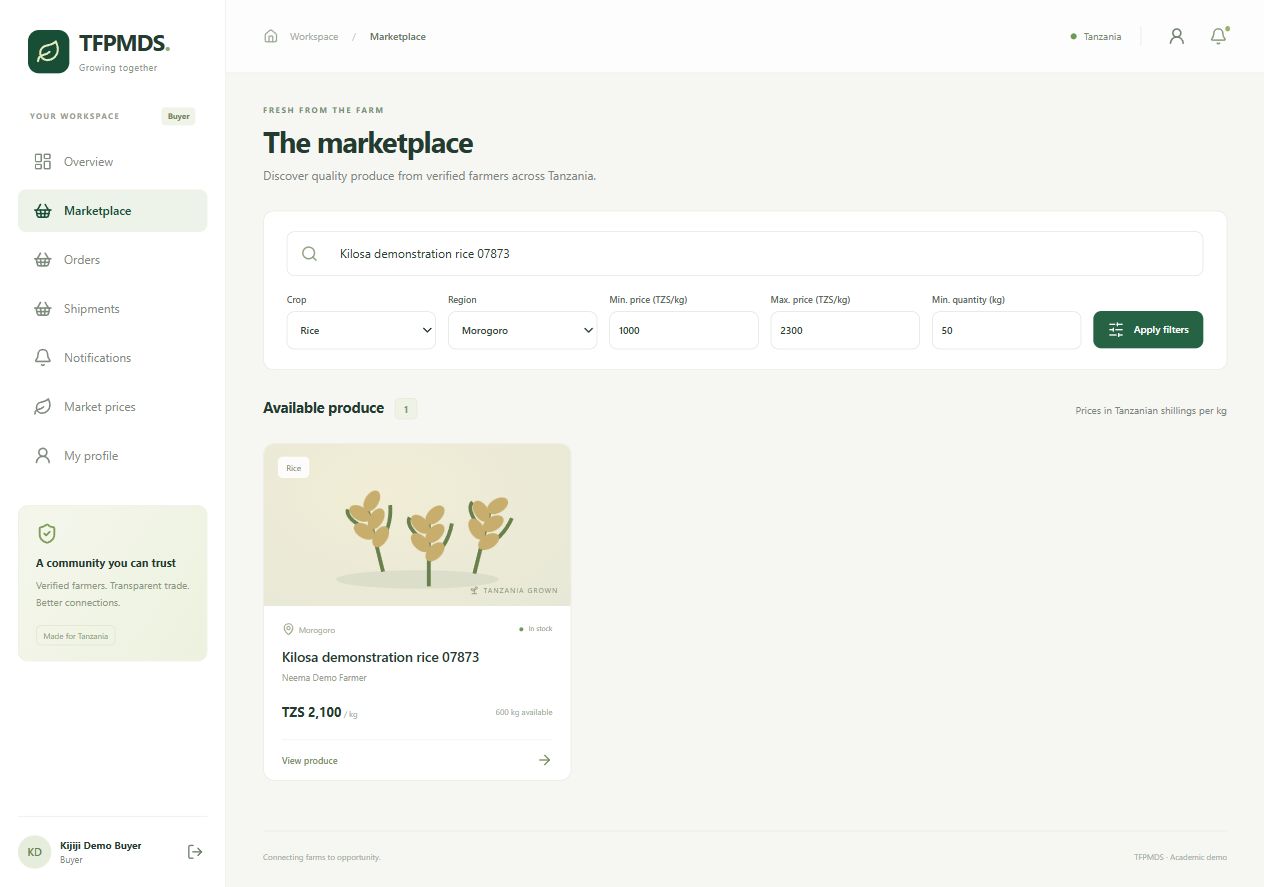 TFPMDS.
Growing together
YOUR WORKSPACE
Buyer
Overview
Marketplace
Orders
Shipments
Notifications
Market prices
My profile
A community you can trust
Verified farmers. Transparent trade.
Better connections.
Made for Tanzania
KD
Kijiji Demo Buyer
Buyer
Workspace / Marketplace
Tanzania
FRESH FROM THE FARM
The marketplace
Discover quality produce from verified farmers across Tanzania.
Kilosa demonstration rice 07873
Crop
Region
Min. price (TZS/kg)
Max. price (TZS/kg)
Min. quantity (kg)
Rice
Morogoro
1000
2300
50
Apply filters
Available produce
1
Prices in Tanzanian shillings per kg
Rice
TANZANIA GROWN
Morogoro
In stock
Kilosa demonstration rice 07873
Neema Demo Farmer
TZS 2,100 / kg
600 kg available
View produce
Connecting farms to opportunity.
TFPMDS · Academic demo